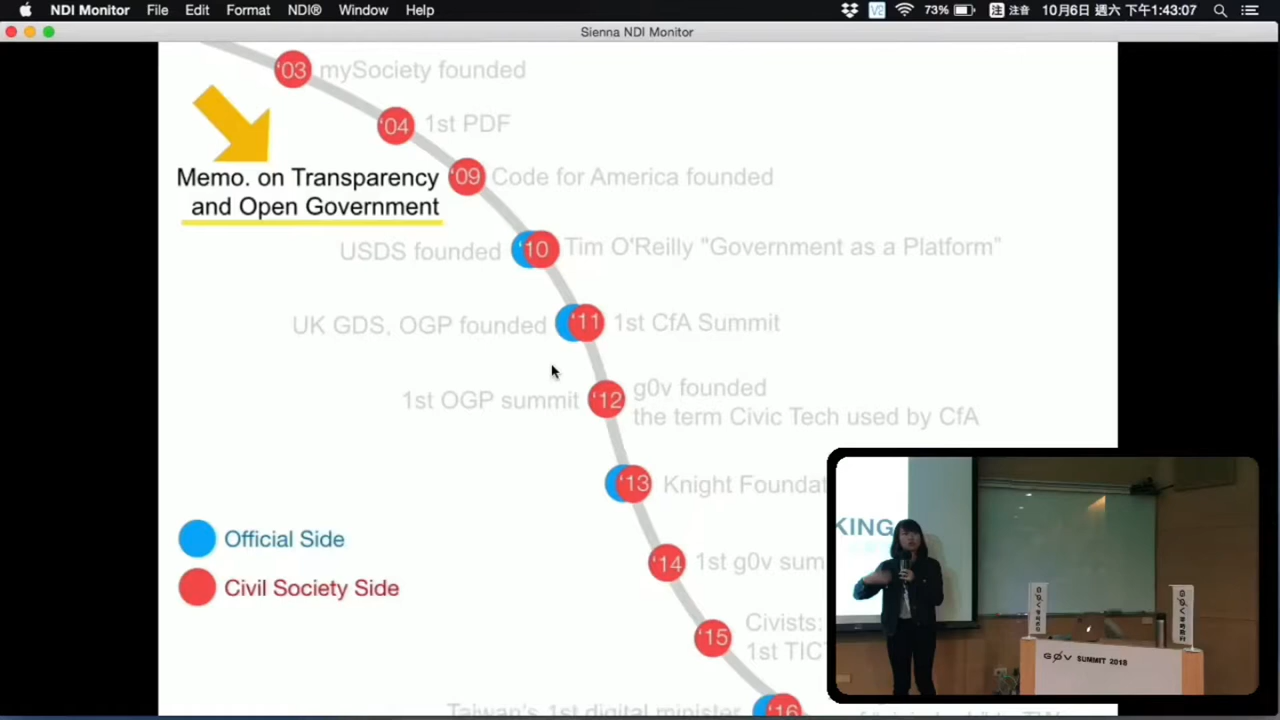 NDI Monitor File Edit Format NDI® Window Help
73% 注 注音 10月6日 週六 下午1:43:07
Sienna NDI Monitor
'03 mySociety founded
'04 1st PDF
Memo. on Transparency
and Open Government
'09 Code for America founded
USDS founded '10 Tim O'Reilly "Government as a Platform"
UK GDS, OGP founded '11 1st CfA Summit
1st OGP summit '12 g0v founded
the term Civic Tech used by CfA
'13 Knight Foundat
'14 1st g0v sum
'15 Civists:
1st TICT
Official Side
Civil Society Side
Taiwan's 1st digital minister '16
KING
G0V SUMMIT 2018